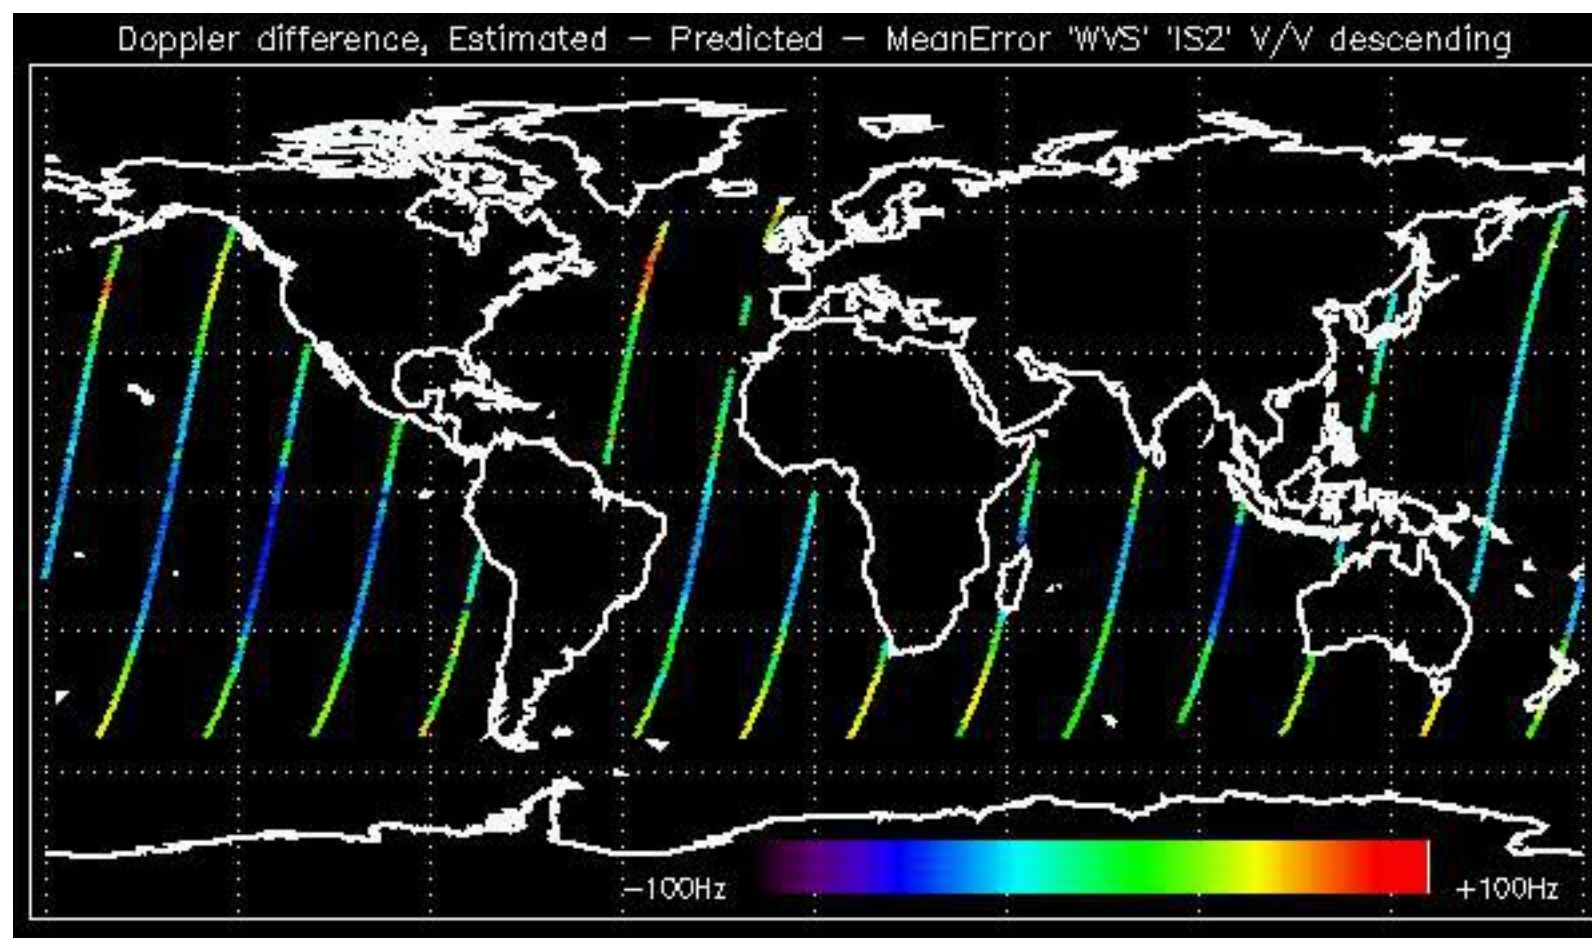 Doppler difference, Estimated – Predicted – MeanError 'WVS' 'IS2' V/V descending
−100Hz +100Hz